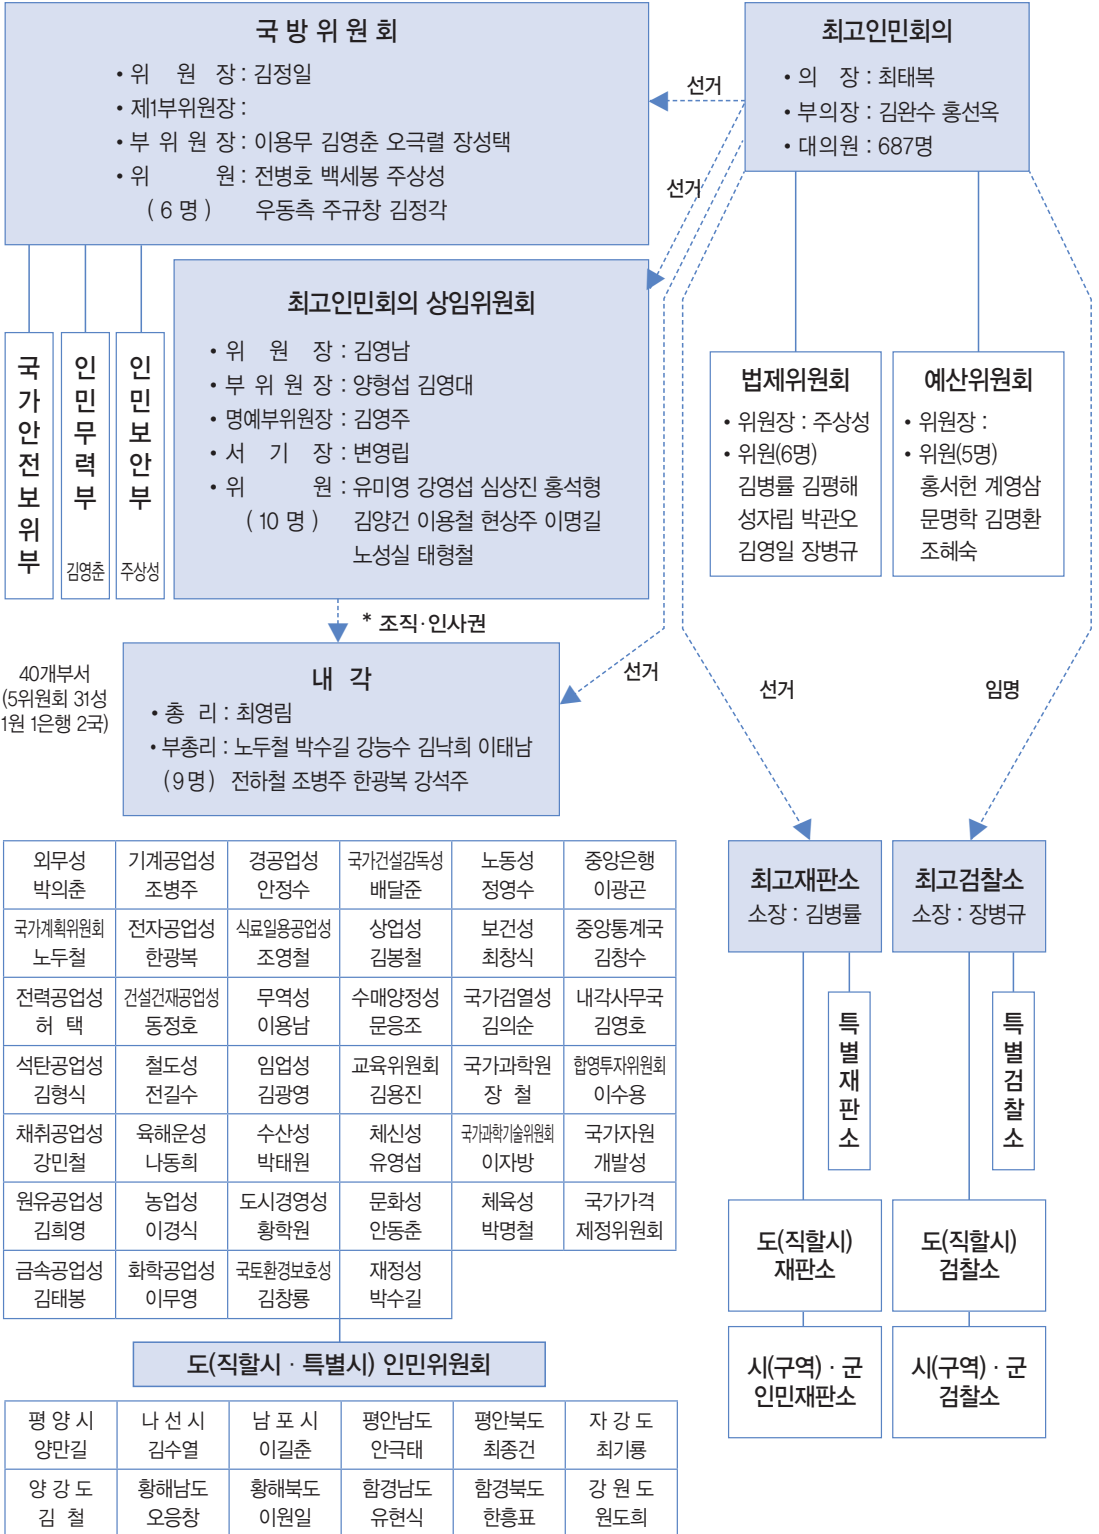 국 방 위 원 회
• 위 원 장 : 김정일
• 제1부위원장 :
• 부 위 원 장 : 이용무 김영춘 오극렬 장성택
• 위 원 : 전병호 백세봉 주상성
( 6 명 ) 우동측 주규창 김정각
최고인민회의
• 의 장 : 최태복
• 부의장 : 김완수 홍선옥
• 대의원 : 687명
선거
선거
국가안전보위부
인민무력부
김영춘
인민보안부
주상성
최고인민회의 상임위원회
• 위 원 장 : 김영남
• 부 위 원 장 : 양형섭 김영대
• 명예부위원장 : 김영주
• 서 기 장 : 변영립
• 위 원 : 유미영 강영섭 심상진 홍석형
( 10 명 ) 김양건 이용철 현상주 이명길
노성실 태형철
법제위원회
• 위원장 : 주상성
• 위원(6명)
김병률 김평해
성자립 박관오
김영일 장병규
예산위원회
• 위원장 :
• 위원(5명)
홍서헌 계영삼
문명학 김명환
조혜숙
* 조직·인사권
선거
선거
임명
40개부서
(5위원회 31성
1원 1은행 2국)
내 각
• 총 리 : 최영림
• 부총리 : 노두철 박수길 강능수 김낙희 이태남
(9명) 전하철 조병주 한광복 강석주
외무성 기계공업성 경공업성 국가건설감독성 노동성 중앙은행
박의춘 조병주 안정수 배달준 정영수 이광곤
국가계획위원회 전자공업성 식료일용공업성 상업성 보건성 중앙통계국
노두철 한광복 조영철 김봉철 최창식 김창수
전력공업성 건설건재공업성 무역성 수매양정성 국가검열성 내각사무국
허 택 동정호 이용남 문응조 김의순 김영호
석탄공업성 철도성 임업성 교육위원회 국가과학원 합영투자위원회
김형식 전길수 김광영 김용진 장 철 이수용
채취공업성 육해운성 수산성 체신성 국가과학기술위원회 국가자원
강민철 나동희 박태원 유영섭 이자방 개발성
원유공업성 농업성 도시경영성 문화성 체육성 국가가격
김희영 이경식 황학원 안동춘 박명철 제정위원회
금속공업성 화학공업성 국토환경보호성 재정성
김태봉 이무영 김창룡 박수길
최고재판소
소장 : 김병률
최고검찰소
소장 : 장병규
특별재판소
특별검찰소
도(직할시)
재판소
도(직할시)
검찰소
시(구역) · 군
인민재판소
시(구역) · 군
검찰소
도(직할시 · 특별시) 인민위원회
평 양 시 나 선 시 남 포 시 평안남도 평안북도 자 강 도
양만길 김수열 이길춘 안극태 최종건 최기룡
양 강 도 황해남도 황해북도 함경남도 함경북도 강 원 도
김 철 오응창 이원일 유현식 한흥표 원도희